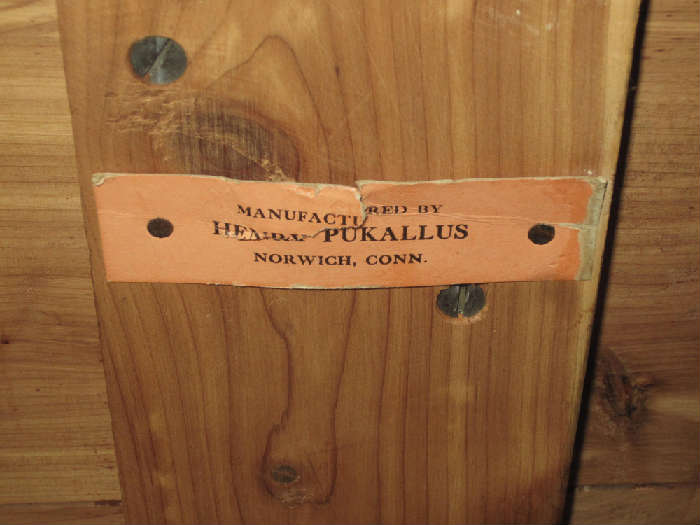 MANUFACTURED BY
PUKALLUS
NORWICH, CONN.